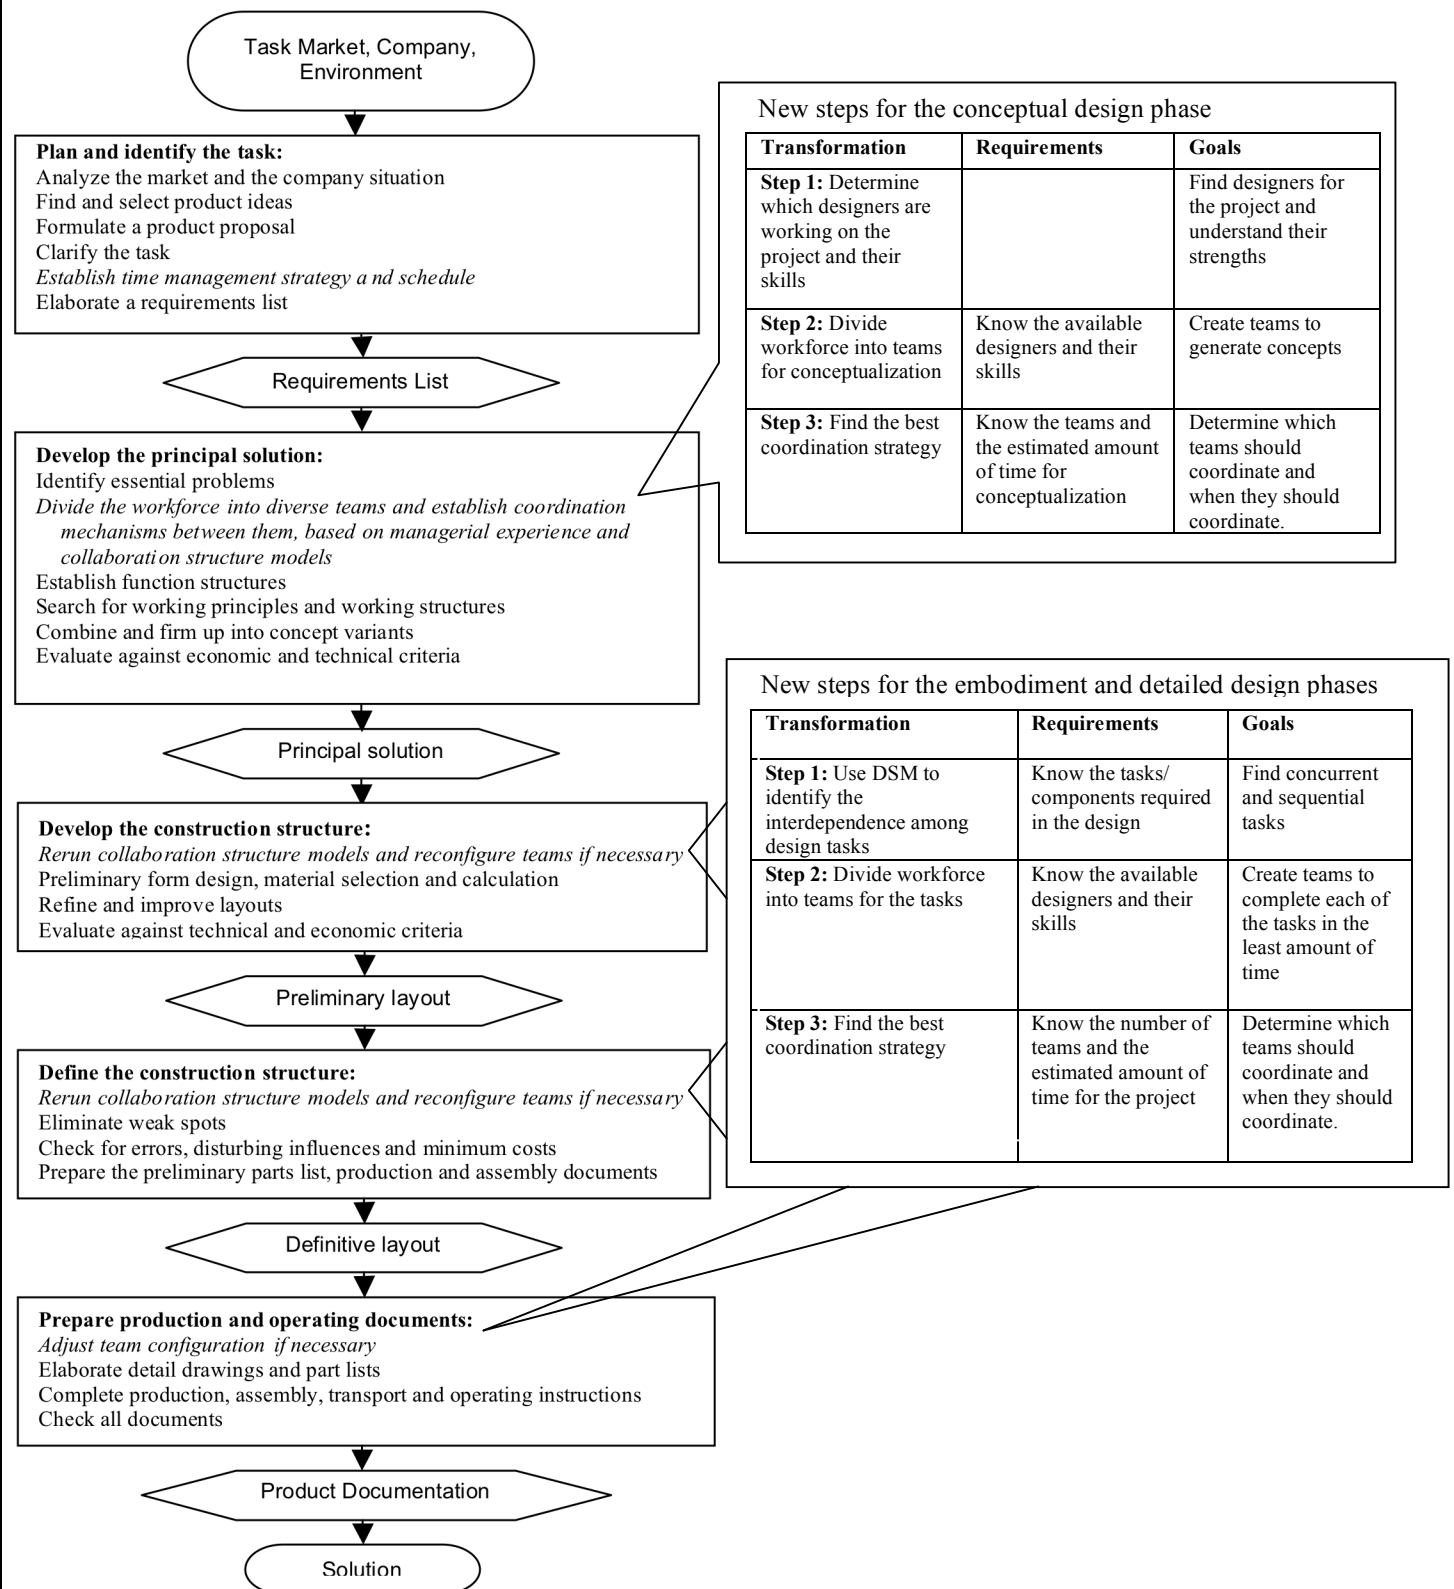 Task Market, Company,
Environment
Plan and identify the task:
Analyze the market and the company situation
Find and select product ideas
Formulate a product proposal
Clarify the task
Establish time management strategy a nd schedule
Elaborate a requirements list
Requirements List
Develop the principal solution:
Identify essential problems
Divide the workforce into diverse teams and establish coordination
mechanisms between them, based on managerial experience and
collaboration structure models
Establish function structures
Search for working principles and working structures
Combine and firm up into concept variants
Evaluate against economic and technical criteria
Principal solution
Develop the construction structure:
Rerun collaboration structure models and reconfigure teams if necessary
Preliminary form design, material selection and calculation
Refine and improve layouts
Evaluate against technical and economic criteria
Preliminary layout
Define the construction structure:
Rerun collaboration structure models and reconfigure teams if necessary
Eliminate weak spots
Check for errors, disturbing influences and minimum costs
Prepare the preliminary parts list, production and assembly documents
Definitive layout
Prepare production and operating documents:
Adjust team configuration if necessary
Elaborate detail drawings and part lists
Complete production, assembly, transport and operating instructions
Check all documents
Product Documentation
Solution
New steps for the conceptual design phase
Transformation
Requirements
Goals
Step 1: Determine
which designers are
working on the
project and their
skills
Find designers for
the project and
understand their
strengths
Step 2: Divide
workforce into teams
for conceptualization
Know the available
designers and their
skills
Create teams to
generate concepts
Step 3: Find the best
coordination strategy
Know the teams and
the estimated amount
of time for
conceptualization
Determine which
teams should
coordinate and
when they should
coordinate.
New steps for the embodiment and detailed design phases
Transformation
Requirements
Goals
Step 1: Use DSM to
identify the
interdependence among
design tasks
Know the tasks/
components required
in the design
Find concurrent
and sequential
tasks
Step 2: Divide workforce
into teams for the tasks
Know the available
designers and their
skills
Create teams to
complete each of
the tasks in the
least amount of
time
Step 3: Find the best
coordination strategy
Know the number of
teams and the
estimated amount of
time for the project
Determine which
teams should
coordinate and
when they should
coordinate.